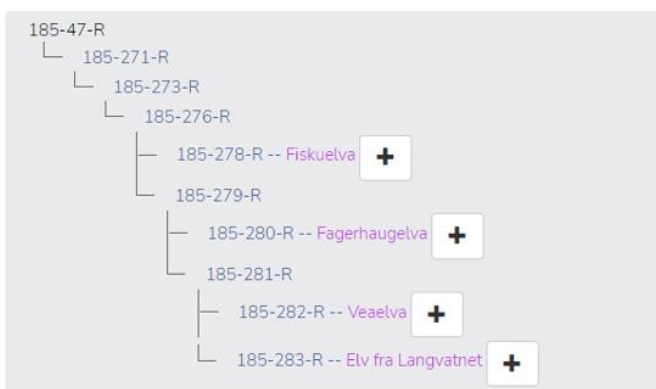 185-47-R
185-271-R
185-273-R
185-276-R
185-278-R -- Fiskuelva +
185-279-R
185-280-R -- Fagerhaugelva +
185-281-R
185-282-R -- Veaelva +
185-283-R -- Elv fra Langvatnet +